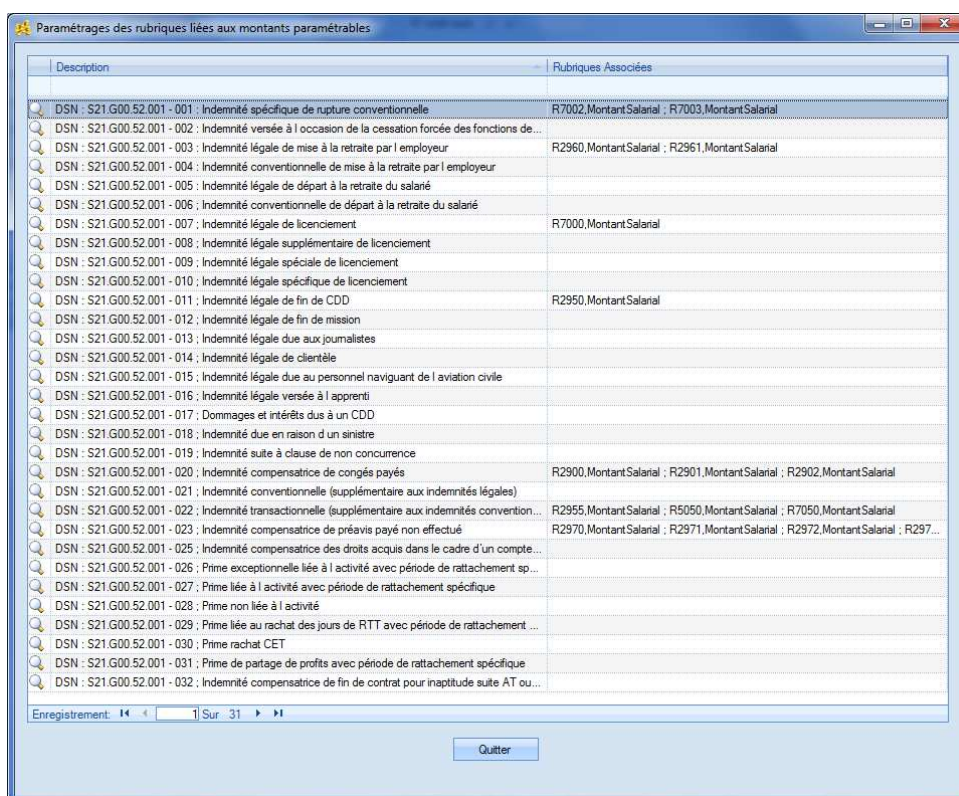 Paramétrages des rubriques liées aux montants paramétrables
Description Rubriques Associées
DSN : S21.G00.52.001 - 001 ; Indemnité spécifique de rupture conventionnelle R7002,MontantSalarial ; R7003,MontantSalarial
DSN : S21.G00.52.001 - 002 ; Indemnité versée à l occasion de la cessation forcée des fonctions de...
DSN : S21.G00.52.001 - 003 ; Indemnité légale de mise à la retraite par l employeur R2960,MontantSalarial ; R2961,MontantSalarial
DSN : S21.G00.52.001 - 004 ; Indemnité conventionnelle de mise à la retraite par l employeur
DSN : S21.G00.52.001 - 005 ; Indemnité légale de départ à la retraite du salarié
DSN : S21.G00.52.001 - 006 ; Indemnité conventionnelle de départ à la retraite du salarié
DSN : S21.G00.52.001 - 007 ; Indemnité légale de licenciement R7000,MontantSalarial
DSN : S21.G00.52.001 - 008 ; Indemnité légale supplémentaire de licenciement
DSN : S21.G00.52.001 - 009 ; Indemnité légale spéciale de licenciement
DSN : S21.G00.52.001 - 010 ; Indemnité légale spécifique de licenciement
DSN : S21.G00.52.001 - 011 ; Indemnité légale de fin de CDD R2950,MontantSalarial
DSN : S21.G00.52.001 - 012 ; Indemnité légale de fin de mission
DSN : S21.G00.52.001 - 013 ; Indemnité légale due aux journalistes
DSN : S21.G00.52.001 - 014 ; Indemnité légale de clientèle
DSN : S21.G00.52.001 - 015 ; Indemnité légale due au personnel naviguant de l aviation civile
DSN : S21.G00.52.001 - 016 ; Indemnité légale versée à l apprenti
DSN : S21.G00.52.001 - 017 ; Dommages et intérêts dus à un CDD
DSN : S21.G00.52.001 - 018 ; Indemnité due en raison d un sinistre
DSN : S21.G00.52.001 - 019 ; Indemnité suite à clause de non concurrence
DSN : S21.G00.52.001 - 020 ; Indemnité compensatrice de congés payés R2900,MontantSalarial ; R2901,MontantSalarial ; R2902,MontantSalarial
DSN : S21.G00.52.001 - 021 ; Indemnité conventionnelle (supplémentaire aux indemnités légales)
DSN : S21.G00.52.001 - 022 ; Indemnité transactionnelle (supplémentaire aux indemnités convention... R2955,MontantSalarial ; R5050,MontantSalarial ; R7050,MontantSalarial
DSN : S21.G00.52.001 - 023 ; Indemnité compensatrice de préavis payé non effectué R2970,MontantSalarial ; R2971,MontantSalarial ; R2972,MontantSalarial ; R297...
DSN : S21.G00.52.001 - 025 ; Indemnité compensatrice des droits acquis dans le cadre d´un compte...
DSN : S21.G00.52.001 - 026 ; Prime exceptionnelle liée à l activité avec période de rattachement sp...
DSN : S21.G00.52.001 - 027 ; Prime liée à l activité avec période de rattachement spécifique
DSN : S21.G00.52.001 - 028 ; Prime non liée à l activité
DSN : S21.G00.52.001 - 029 ; Prime liée au rachat des jours de RTT avec période de rattachement ...
DSN : S21.G00.52.001 - 030 ; Prime rachat CET
DSN : S21.G00.52.001 - 031 ; Prime de partage de profits avec période de rattachement spécifique
DSN : S21.G00.52.001 - 032 ; Indemnité compensatrice de fin de contrat pour inaptitude suite AT ou...
Enregistrement: 1 Sur 31
Quitter